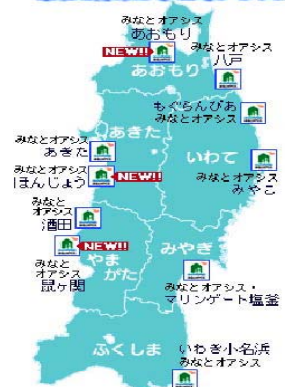 みなとオアシス
あおもり
NEW!!
みなとオアシス
八戸
あおもり
もぐらんぴあ
みなとオアシス
あきた
みなとオアシス
あきた
いわて
みなとオアシス
ほんじょう
NEW!!
みなとオアシス
みやこ
みなと
オアシス
酒田
NEW!!
みなと
オアシス
鼠ヶ関
やま
がた
みやぎ
みなとオアシス・
マリンゲート塩釜
ふくしま
いわき小名浜
みなとオアシス